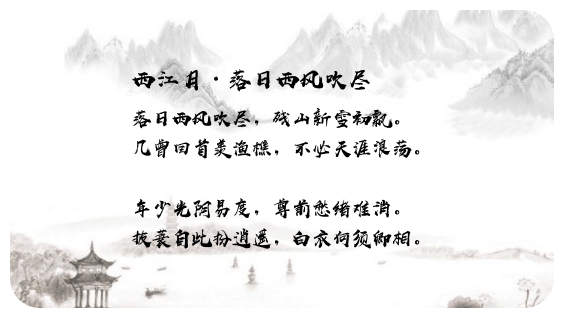 西江月·落日西风吹尽
落日西风吹尽，残山新雪初飘。
几曾回首羡渔樵，不必天涯浪荡。
年少光阴易度，尊前愁绪难消。
披蓑自此扮逍遥，白衣何须卿相。